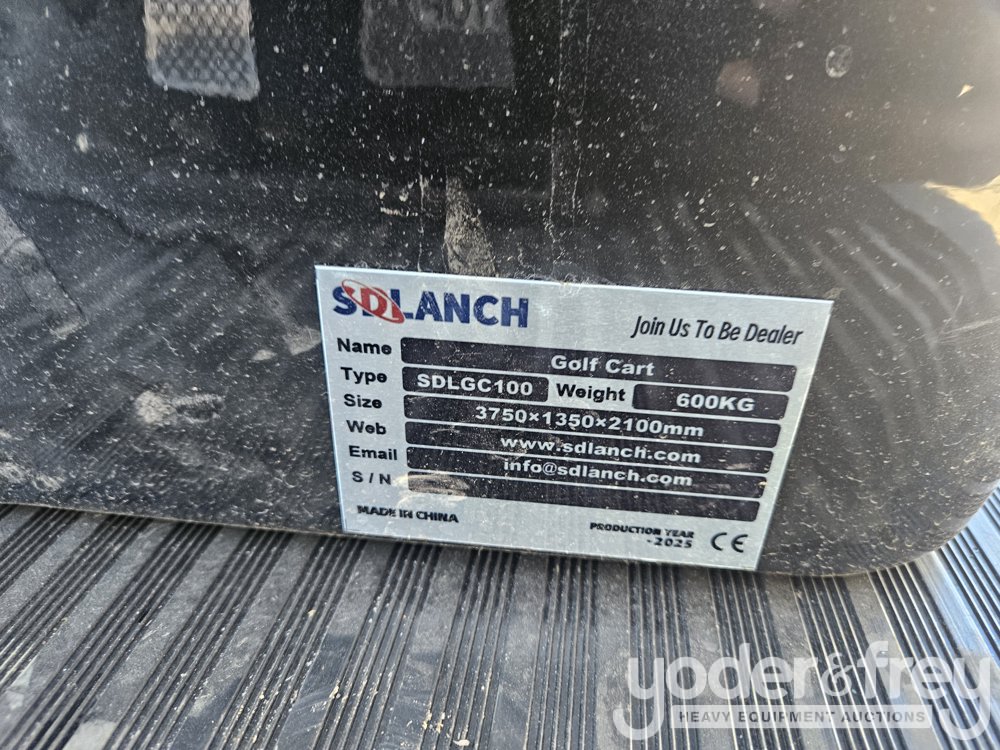 SDLANCH
Join Us To Be Dealer
Name Golf Cart
Type SDLGC100 Weight 600KG
Size 3750×1350×2100mm
Web www.sdlanch.com
Email info@sdlanch.com
S / N
MADE IN CHINA
PRODUCTION YEAR
-2025
CE
yoder&frey
HEAVY EQUIPMENT AUCTIONS